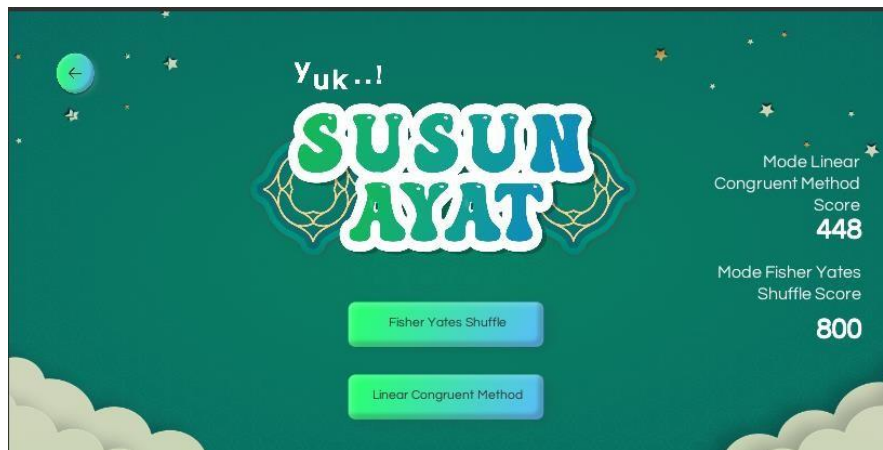 yuk..!
SUSUN
AYAT
Mode Linear
Congruent Method
Score
448
Mode Fisher Yates
Shuffle Score
800
Fisher Yates Shuffle
Linear Congruent Method